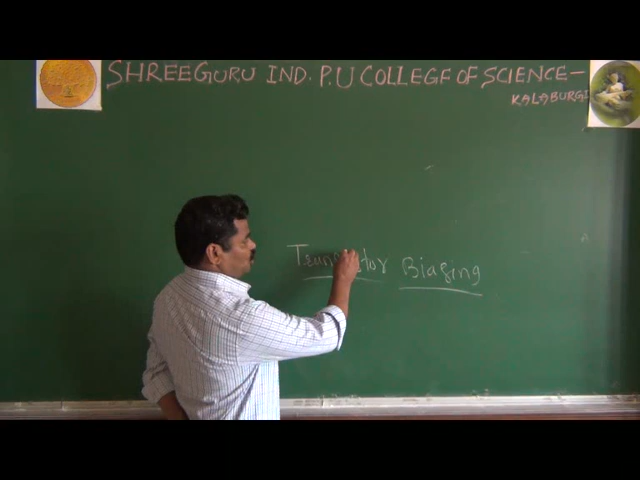 SHREEGURU IND. P.U COLLEGE OF SCIENCE-
KALABURGI
Biasing